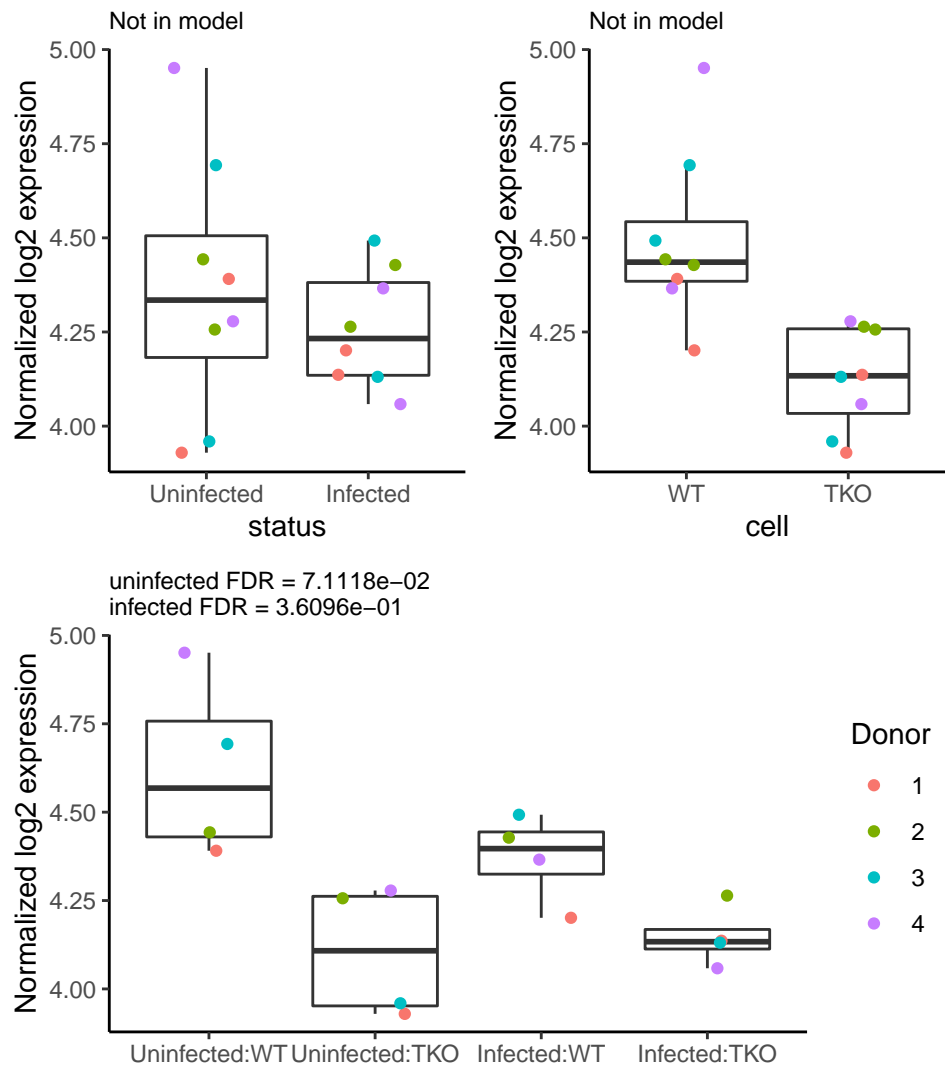 Not in model
Normalized log2 expression
5.00
4.75
4.50
4.25
4.00
Uninfected Infected
status
Not in model
Normalized log2 expression
5.00
4.75
4.50
4.25
4.00
WT TKO
cell
uninfected FDR = 7.1118e−02
infected FDR = 3.6096e−01
Normalized log2 expression
5.00
4.75
4.50
4.25
4.00
Uninfected:WT Uninfected:TKO Infected:WT Infected:TKO
Donor
1
2
3
4